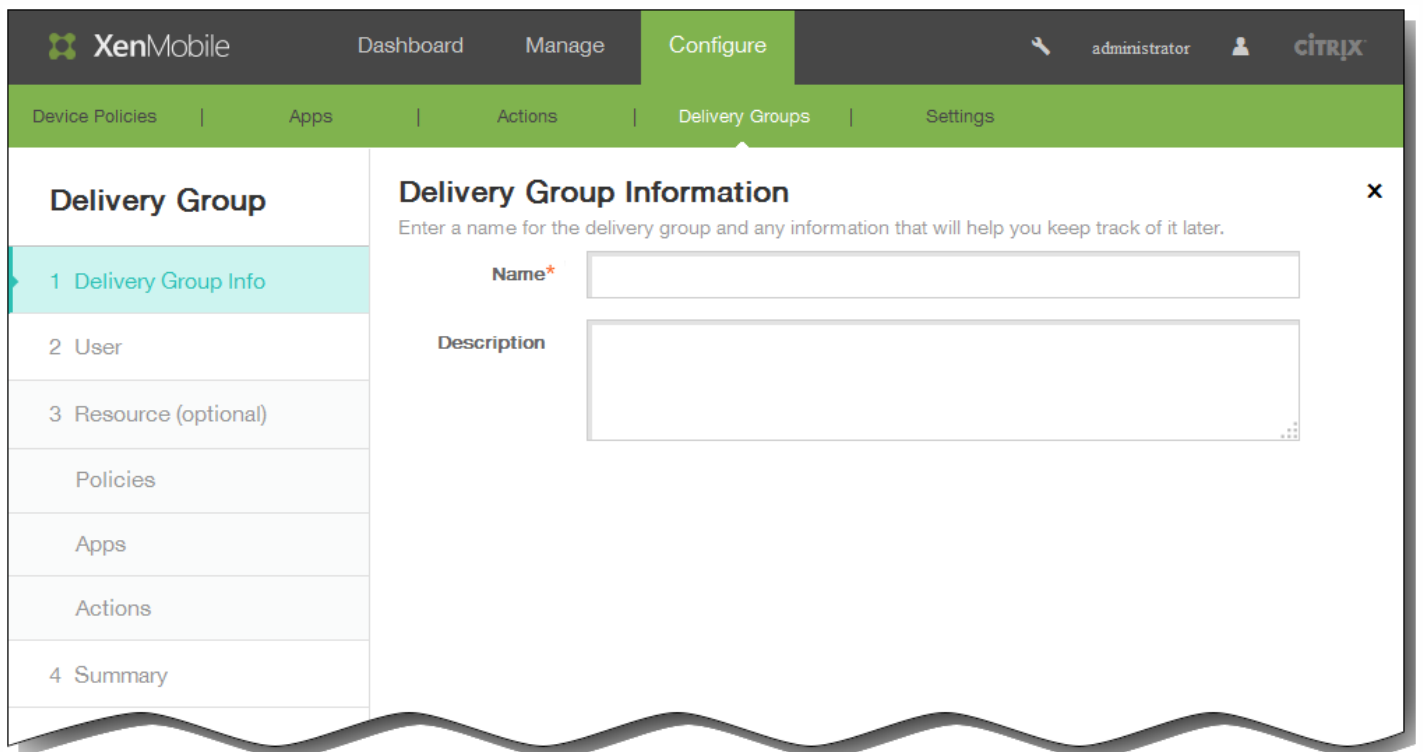 XenMobile Dashboard Manage Configure administrator CİTRIX
Device Policies | Apps | Actions | Delivery Groups | Settings
Delivery Group
1 Delivery Group Info
2 User
3 Resource (optional)
Policies
Apps
Actions
4 Summary
Delivery Group Information
x
Enter a name for the delivery group and any information that will help you keep track of it later.
Name*
Description